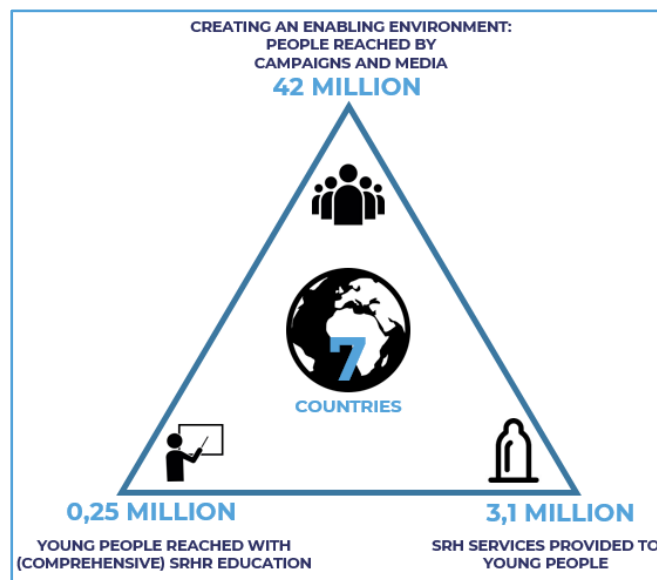 CREATING AN ENABLING ENVIRONMENT:
PEOPLE REACHED BY
CAMPAIGNS AND MEDIA
42 MILLION
7
COUNTRIES
0,25 MILLION
YOUNG PEOPLE REACHED WITH
(COMPREHENSIVE) SRHR EDUCATION
3,1 MILLION
SRH SERVICES PROVIDED TO
YOUNG PEOPLE